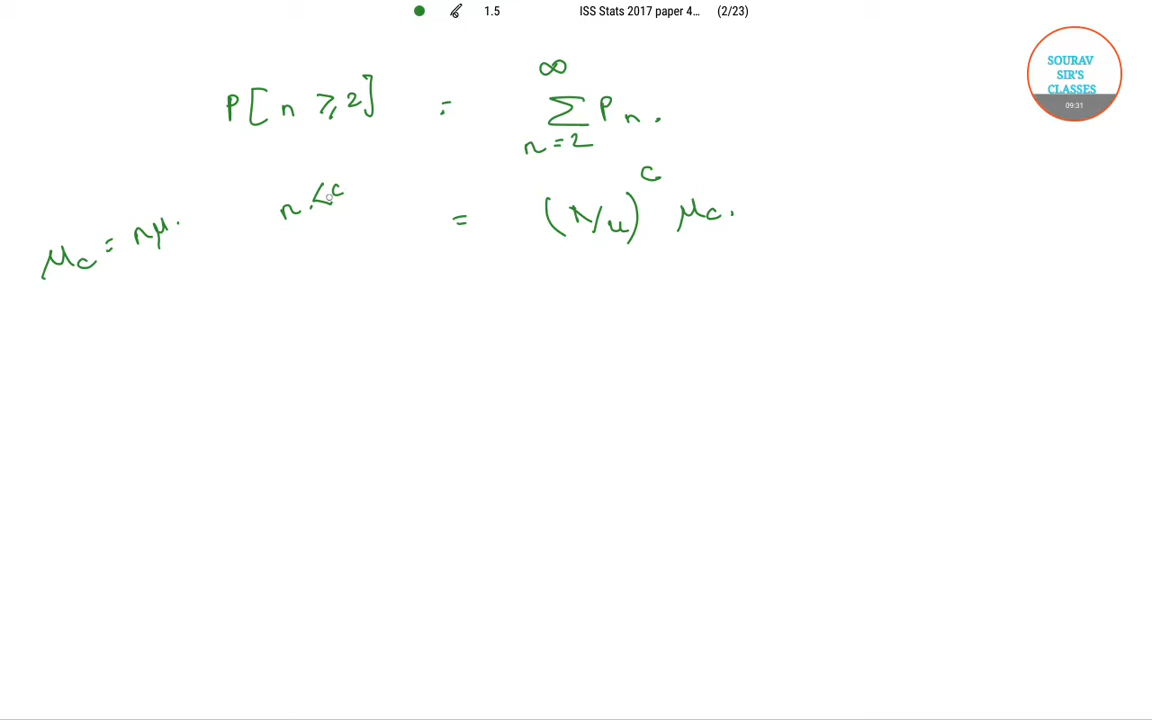 1.5 ISS Stats 2017 paper 4... (2/23)
SOURAV
SIR'S
CLASSES
09:31
∞
P[n ≥ 2] = Σ Pn.
n = 2
n < c
= (λ/μ)^c μc.
μc = nμ.